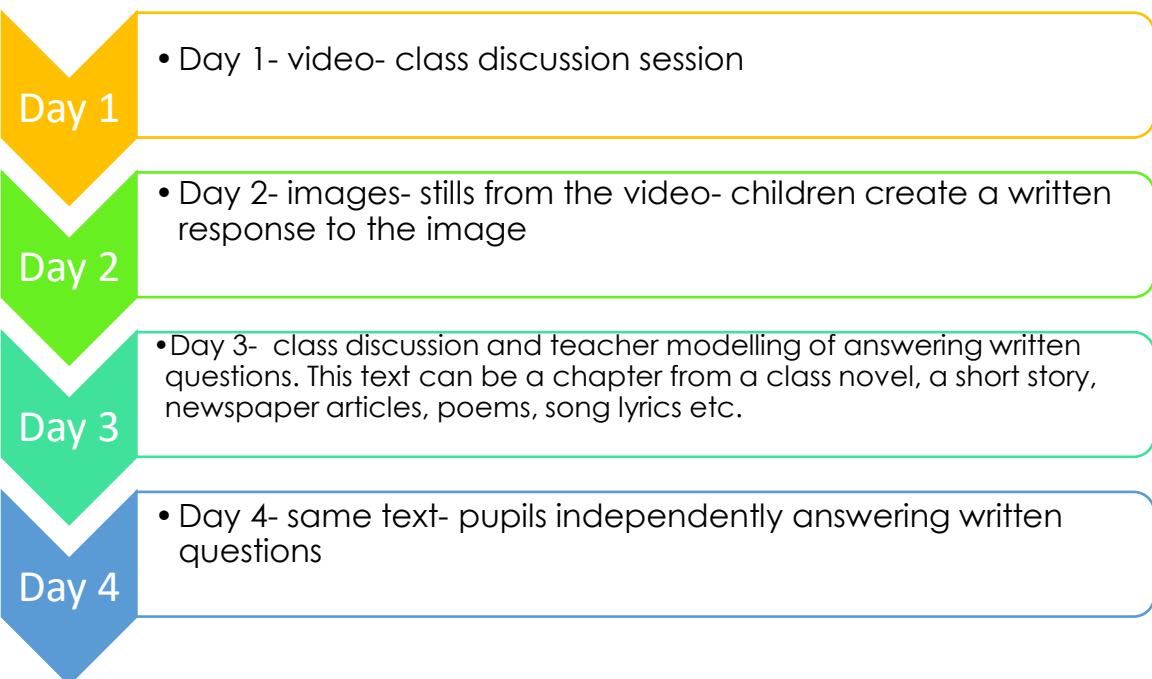 Day 1
• Day 1- video- class discussion session
Day 2
• Day 2- images- stills from the video- children create a written
response to the image
Day 3
•Day 3-  class discussion and teacher modelling of answering written
questions. This text can be a chapter from a class novel, a short story,
newspaper articles, poems, song lyrics etc.
Day 4
• Day 4- same text- pupils independently answering written
questions